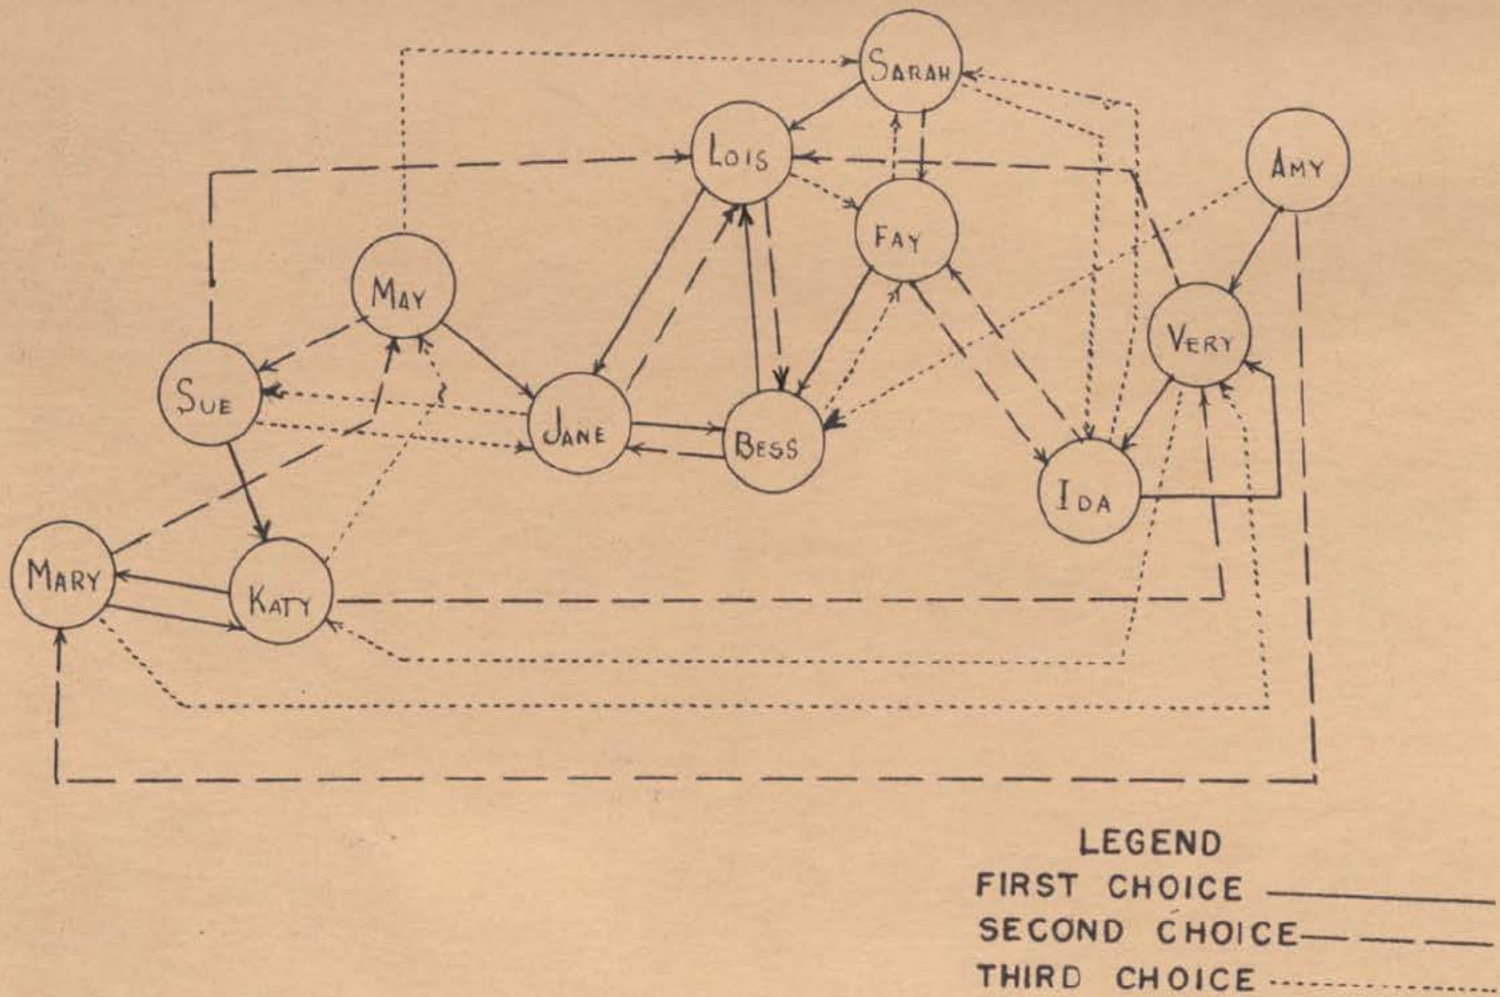 SARAH
LOIS
AMY
FAY
MAY
VERY
SUE
JANE
BESS
IDA
MARY
KATY
LEGEND
FIRST CHOICE
SECOND CHOICE
THIRD CHOICE